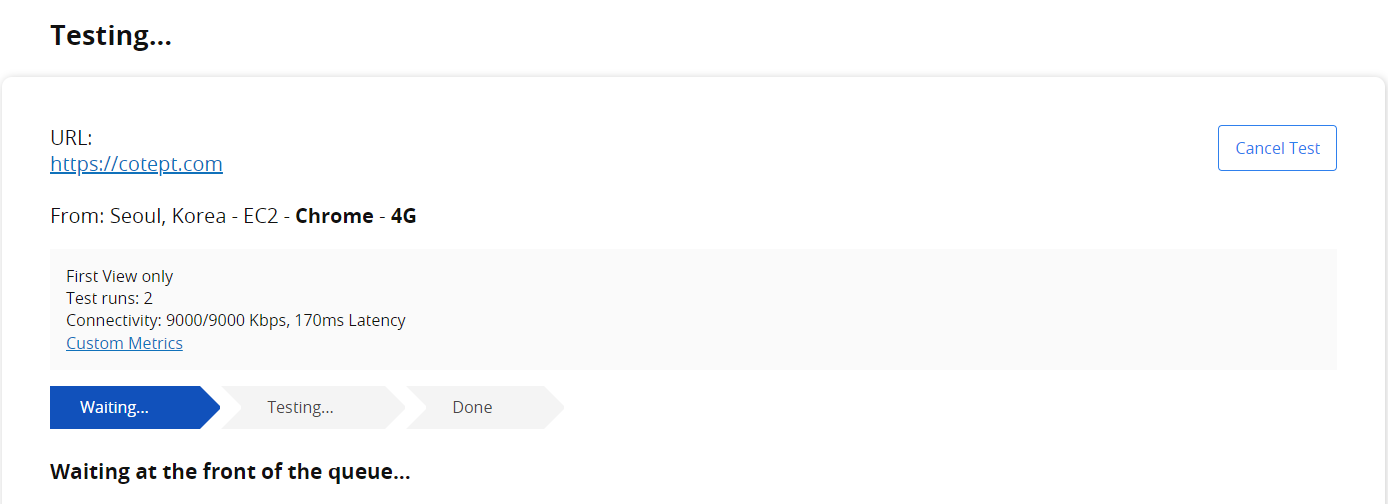 Testing...
URL:
https://cotept.com
Cancel Test
From: Seoul, Korea - EC2 - Chrome - 4G
First View only
Test runs: 2
Connectivity: 9000/9000 Kbps, 170ms Latency
Custom Metrics
Waiting...
Testing...
Done
Waiting at the front of the queue...